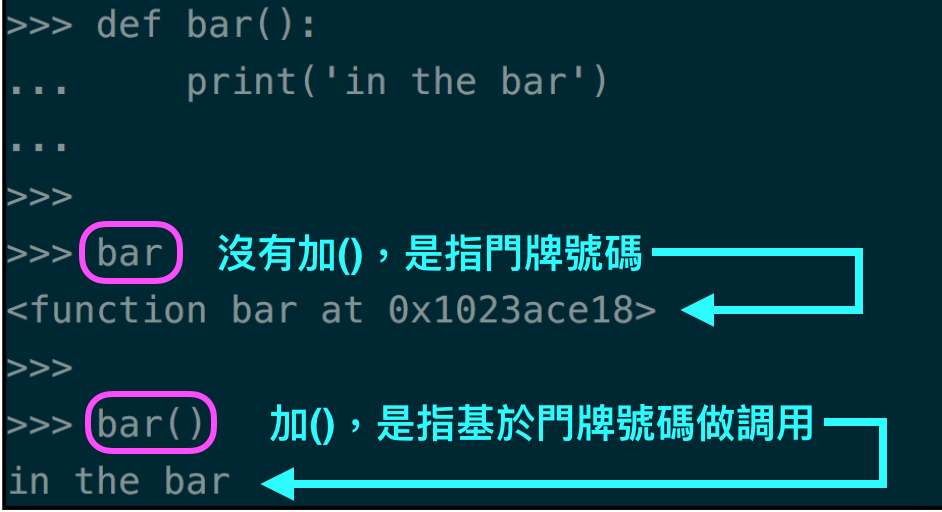 >>> def bar():
...     print('in the bar')
...
>>>
>>> bar 沒有加()，是指門牌號碼
<function bar at 0x1023ace18>
>>>
>>> bar() 加()，是指基於門牌號碼做調用
in the bar